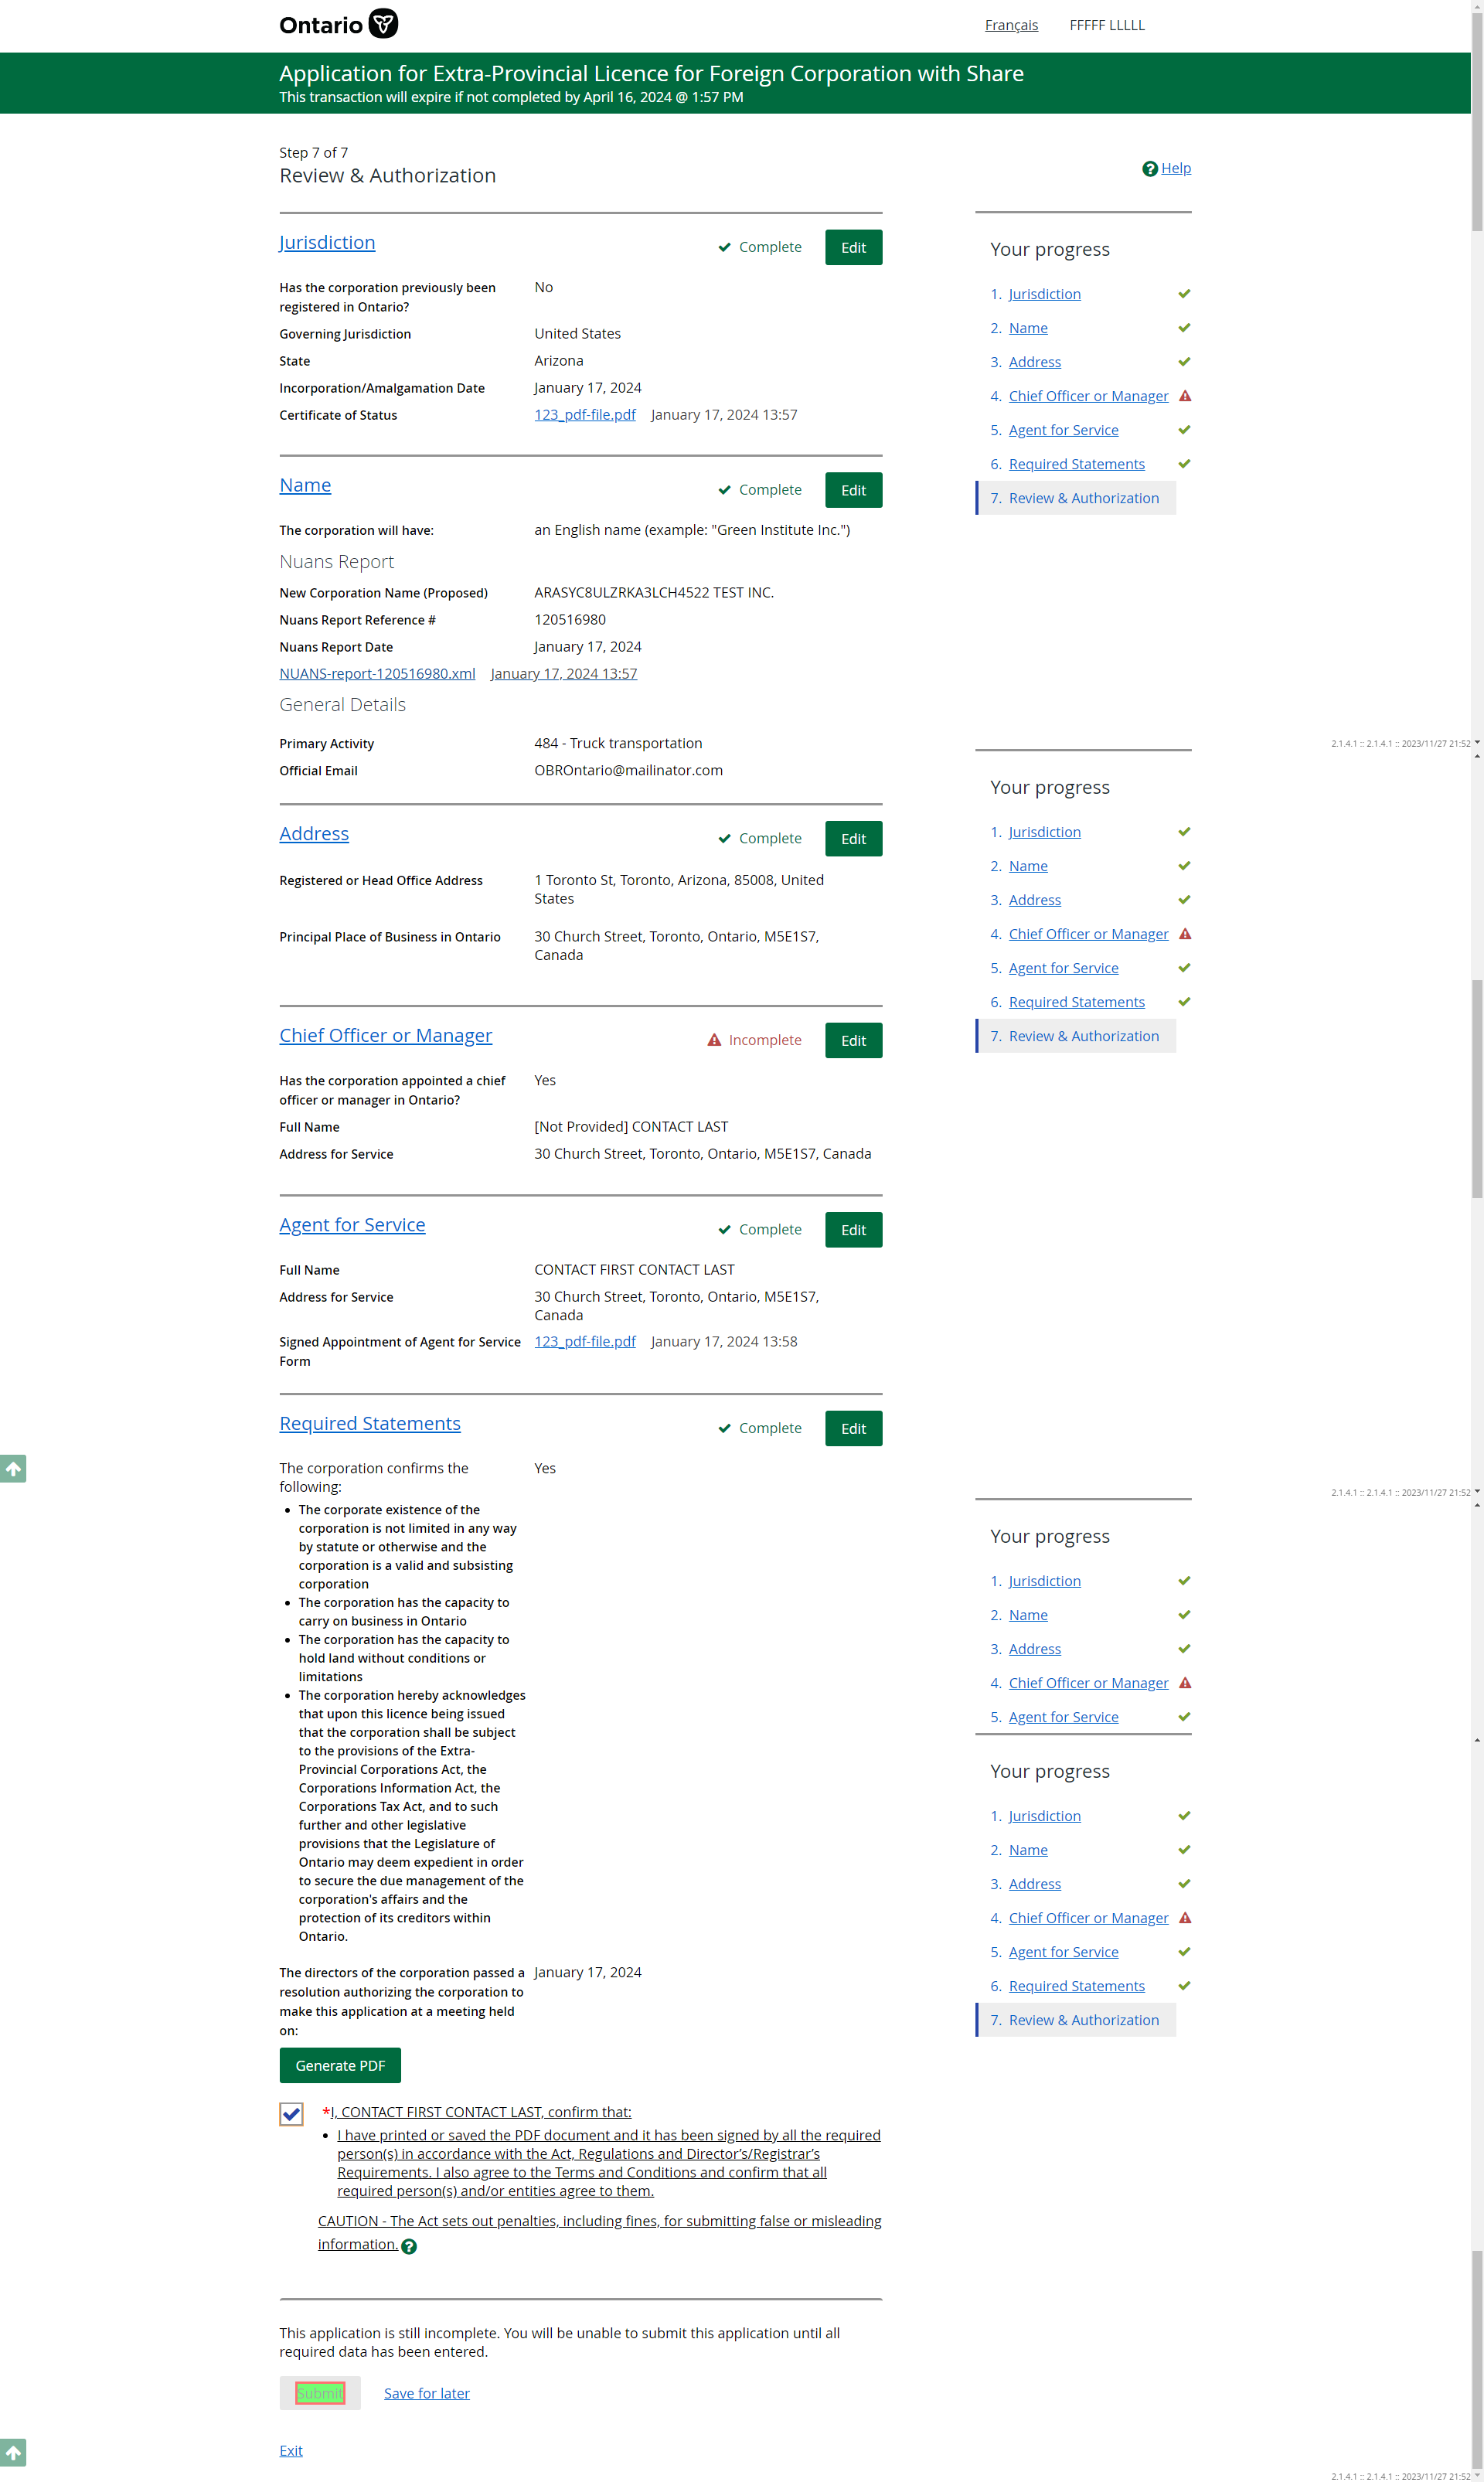 Ontario
Français FFFFF LLLLL
Application for Extra-Provincial Licence for Foreign Corporation with Share
This transaction will expire if not completed by April 16, 2024 @ 1:57 PM
Step 7 of 7
Review & Authorization
Help
Jurisdiction
Complete Edit
Has the corporation previously been No
registered in Ontario?
Governing Jurisdiction United States
State Arizona
Incorporation/Amalgamation Date January 17, 2024
Certificate of Status 123_pdf-file.pdf January 17, 2024 13:57
Your progress
1. Jurisdiction
2. Name
3. Address
4. Chief Officer or Manager
5. Agent for Service
6. Required Statements
7. Review & Authorization
Name
Complete Edit
The corporation will have: an English name (example: "Green Institute Inc.")
Nuans Report
New Corporation Name (Proposed) ARASYC8ULZRKA3LCH4522 TEST INC.
Nuans Report Reference # 120516980
Nuans Report Date January 17, 2024
NUANS-report-120516980.xml January 17, 2024 13:57
General Details
Primary Activity 484 - Truck transportation
Official Email OBROntario@mailinator.com
2.1.4.1 :: 2.1.4.1 :: 2023/11/27 21:52
Address
Complete Edit
Registered or Head Office Address 1 Toronto St, Toronto, Arizona, 85008, United
States
Principal Place of Business in Ontario 30 Church Street, Toronto, Ontario, M5E1S7,
Canada
Your progress
1. Jurisdiction
2. Name
3. Address
4. Chief Officer or Manager
5. Agent for Service
6. Required Statements
7. Review & Authorization
Chief Officer or Manager
Incomplete Edit
Has the corporation appointed a chief Yes
officer or manager in Ontario?
Full Name [Not Provided] CONTACT LAST
Address for Service 30 Church Street, Toronto, Ontario, M5E1S7, Canada
Agent for Service
Complete Edit
Full Name CONTACT FIRST CONTACT LAST
Address for Service 30 Church Street, Toronto, Ontario, M5E1S7,
Canada
Signed Appointment of Agent for Service 123_pdf-file.pdf January 17, 2024 13:58
Form
Required Statements
Complete Edit
The corporation confirms the Yes
following:
2.1.4.1 :: 2.1.4.1 :: 2023/11/27 21:52
• The corporate existence of the
corporation is not limited in any way
by statute or otherwise and the
corporation is a valid and subsisting
corporation
• The corporation has the capacity to
carry on business in Ontario
• The corporation has the capacity to
hold land without conditions or
limitations
• The corporation hereby acknowledges
that upon this licence being issued
that the corporation shall be subject
to the provisions of the Extra-
Provincial Corporations Act, the
Corporations Information Act, the
Corporations Tax Act, and to such
further and other legislative
provisions that the Legislature of
Ontario may deem expedient in order
to secure the due management of the
corporation's affairs and the
protection of its creditors within
Ontario.
Your progress
1. Jurisdiction
2. Name
3. Address
4. Chief Officer or Manager
5. Agent for Service
Your progress
1. Jurisdiction
2. Name
3. Address
4. Chief Officer or Manager
5. Agent for Service
6. Required Statements
7. Review & Authorization
The directors of the corporation passed a January 17, 2024
resolution authorizing the corporation to
make this application at a meeting held
on:
Generate PDF
*I, CONTACT FIRST CONTACT LAST, confirm that:
• I have printed or saved the PDF document and it has been signed by all the required
person(s) in accordance with the Act, Regulations and Director's/Registrar's
Requirements. I also agree to the Terms and Conditions and confirm that all
required person(s) and/or entities agree to them.
CAUTION - The Act sets out penalties, including fines, for submitting false or misleading
information.
This application is still incomplete. You will be unable to submit this application until all
required data has been entered.
Submit Save for later
Exit
2.1.4.1 :: 2.1.4.1 :: 2023/11/27 21:52